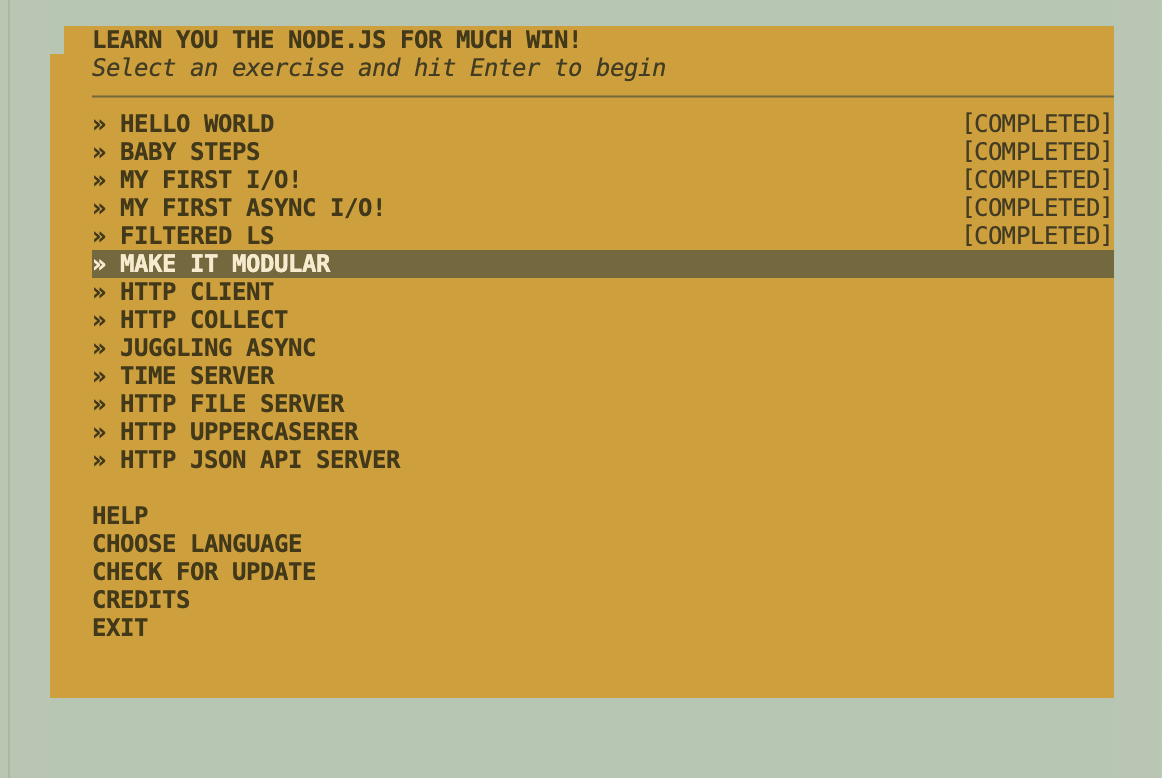 LEARN YOU THE NODE.JS FOR MUCH WIN!
Select an exercise and hit Enter to begin
» HELLO WORLD [COMPLETED]
» BABY STEPS [COMPLETED]
» MY FIRST I/O! [COMPLETED]
» MY FIRST ASYNC I/O! [COMPLETED]
» FILTERED LS [COMPLETED]
» MAKE IT MODULAR
» HTTP CLIENT
» HTTP COLLECT
» JUGGLING ASYNC
» TIME SERVER
» HTTP FILE SERVER
» HTTP UPPERCASERER
» HTTP JSON API SERVER
HELP
CHOOSE LANGUAGE
CHECK FOR UPDATE
CREDITS
EXIT